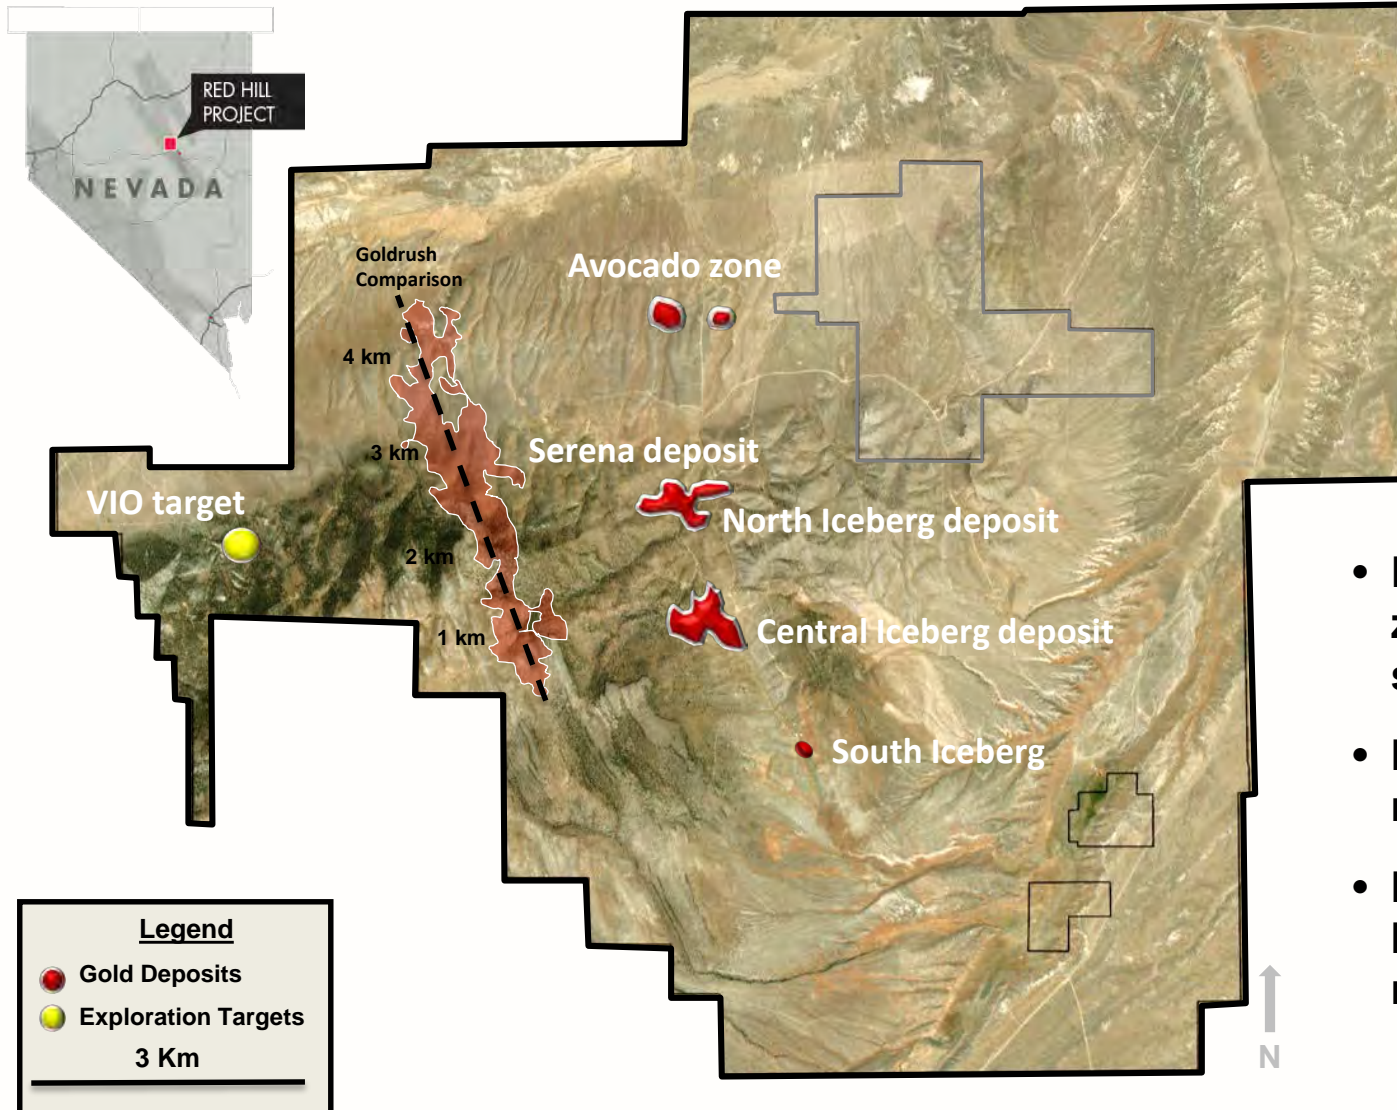 RED HILL
PROJECT
NEVADA
Goldrush
Comparison
Avocado zone
4 km
3 km
Serena deposit
VIO target
North Iceberg deposit
2 km
1 km
Central Iceberg deposit
South Iceberg
Legend
Gold Deposits
Exploration Targets
3 Km
N